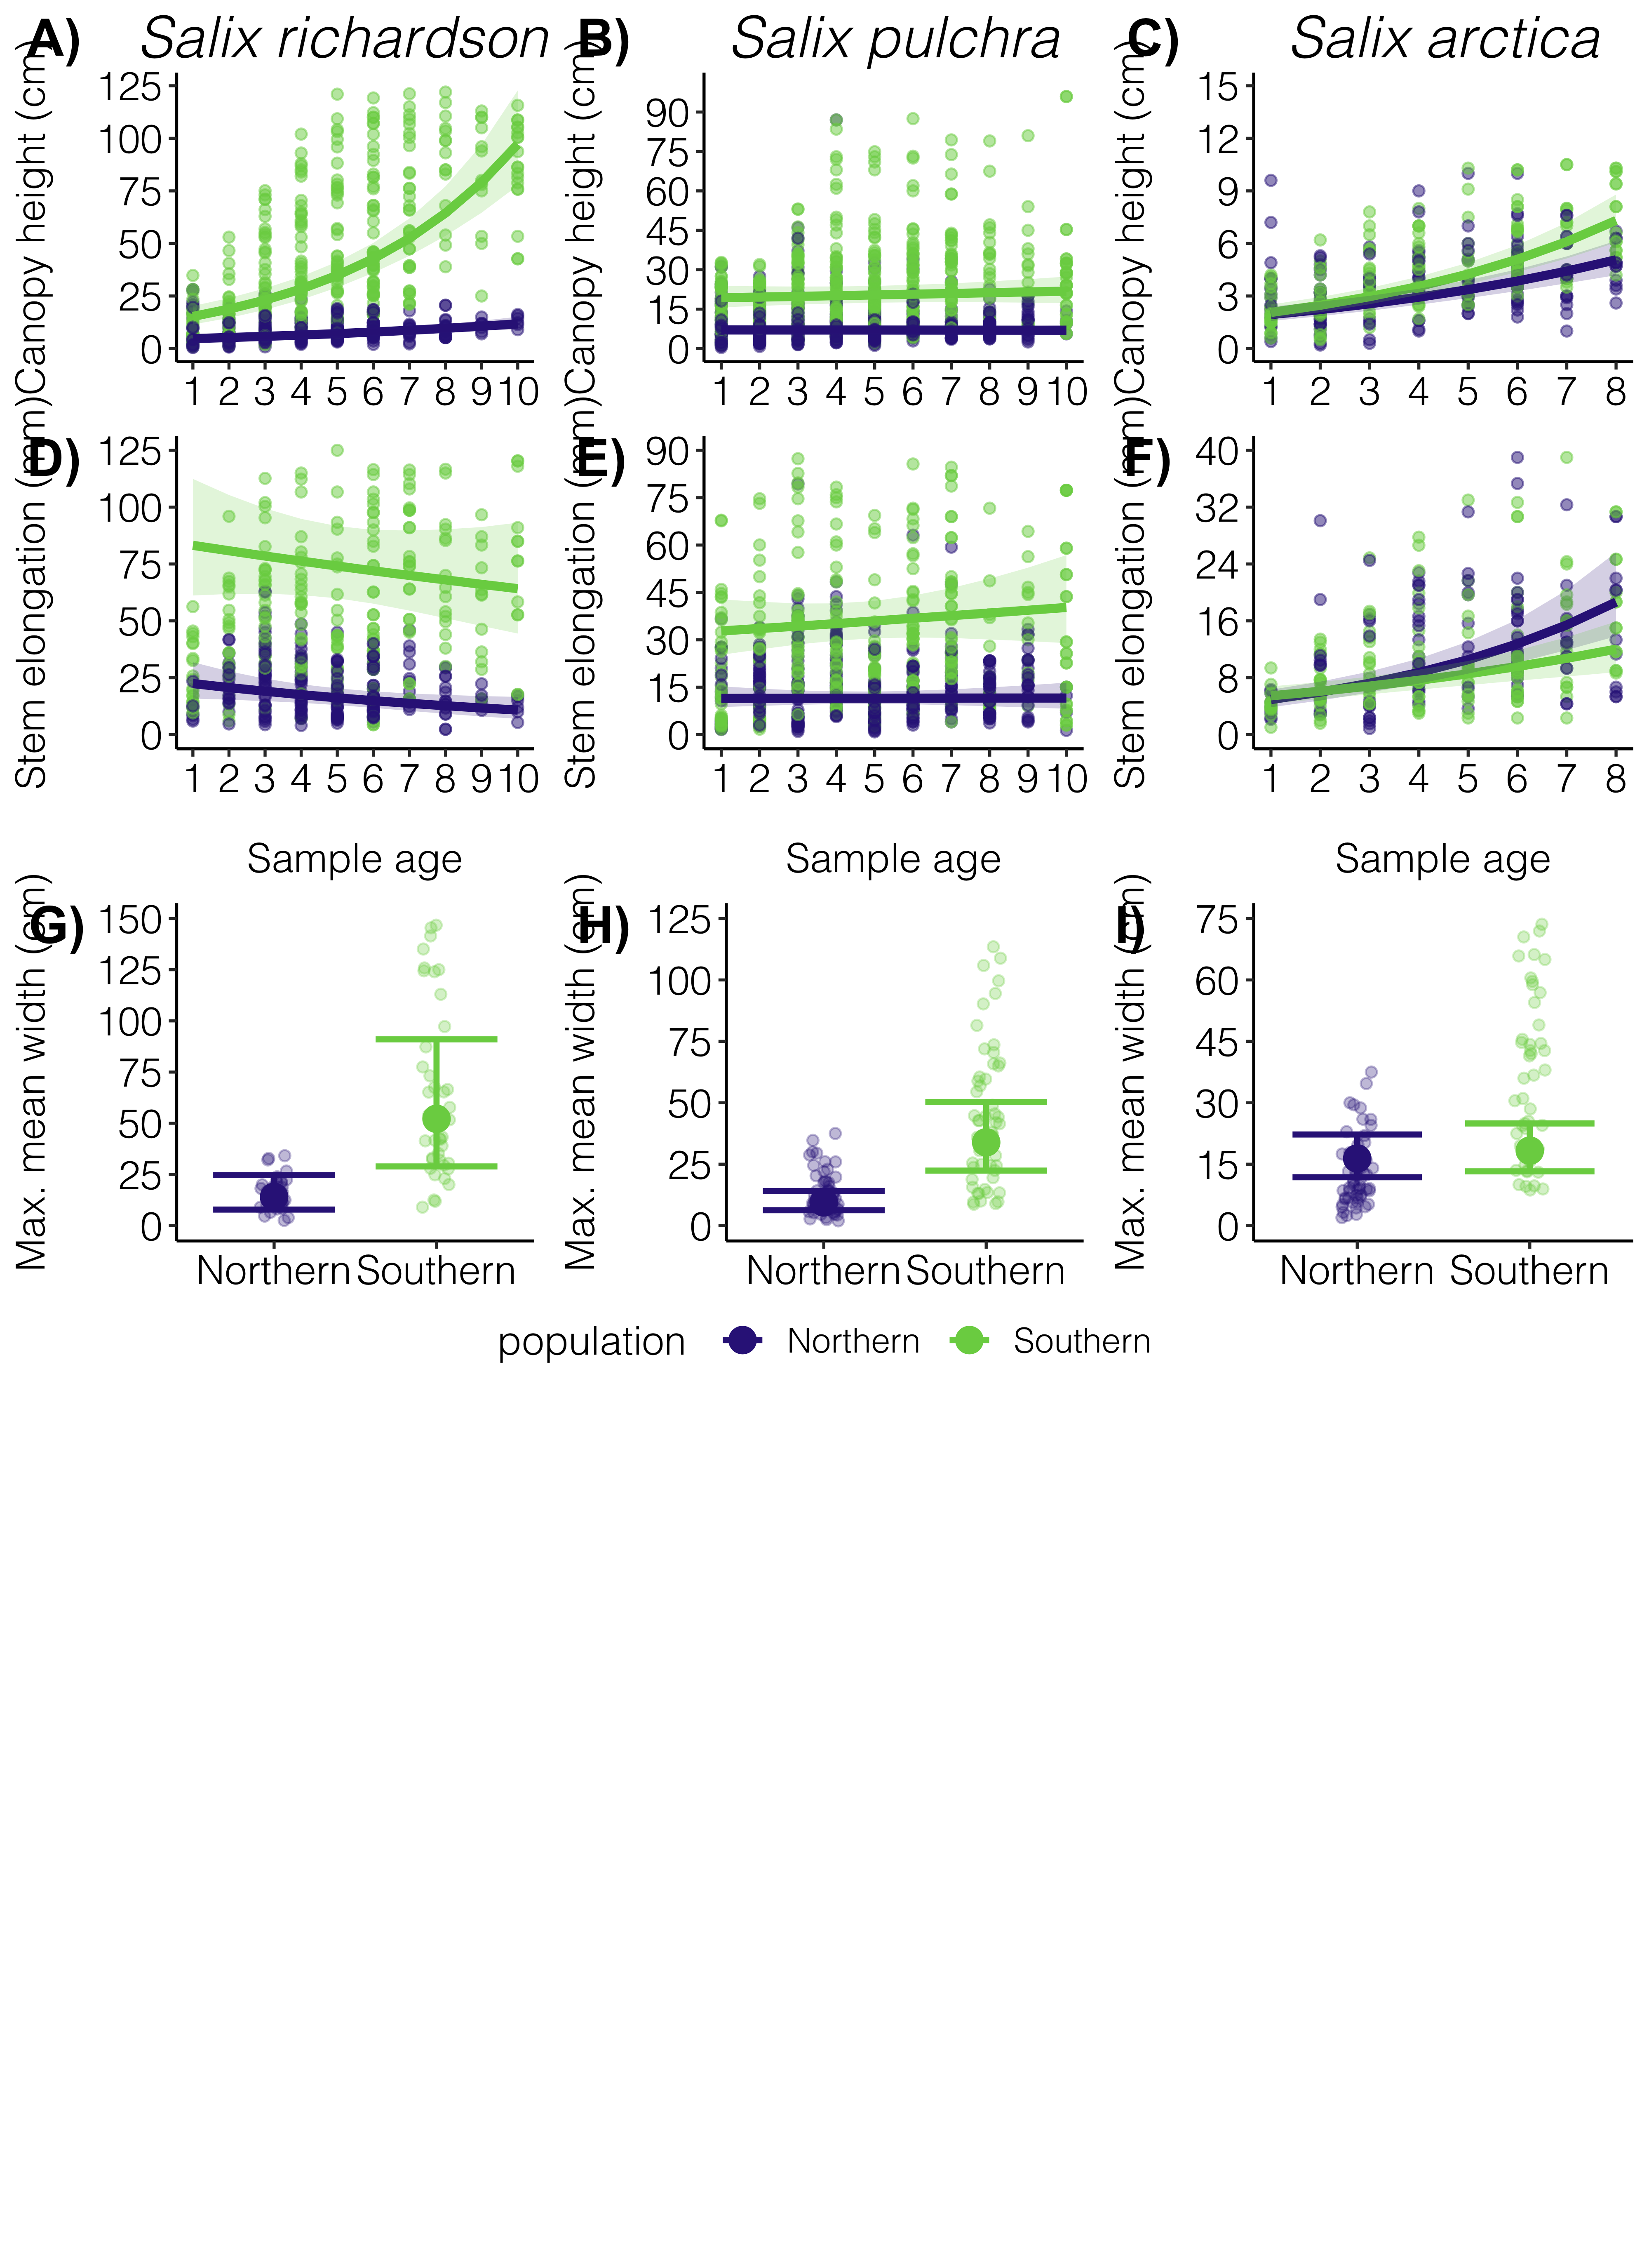 A) Salix richardson B) Salix pulchra C) Salix arctica
Canopy height (cm)
125
100
75
50
25
0
1 2 3 4 5 6 7 8 9 10
Canopy height (cm)
90
75
60
45
30
15
0
1 2 3 4 5 6 7 8 9 10
Canopy height (cm)
15
12
9
6
3
0
1 2 3 4 5 6 7 8
D)
Stem elongation (mm)
125
100
75
50
25
0
1 2 3 4 5 6 7 8 9 10
Sample age
E)
Stem elongation (mm)
90
75
60
45
30
15
0
1 2 3 4 5 6 7 8 9 10
Sample age
F)
Stem elongation (mm)
40
32
24
16
8
0
1 2 3 4 5 6 7 8
Sample age
G)
Max. mean width (cm)
150
125
100
75
50
25
0
Northern Southern
H)
Max. mean width (cm)
125
100
75
50
25
0
Northern Southern
I)
Max. mean width (cm)
75
60
45
30
15
0
Northern Southern
population Northern Southern